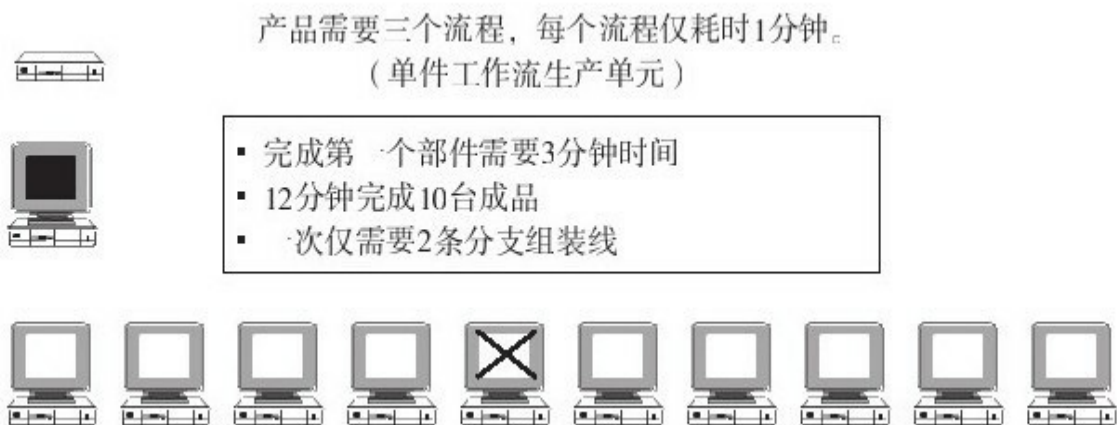 产品需要三个流程，每个流程仅耗时1分钟。
（单件工作流生产单元）
▪ 完成第一个部件需要3分钟时间
▪ 12分钟完成10台成品
▪ 一次仅需要2条分支组装线